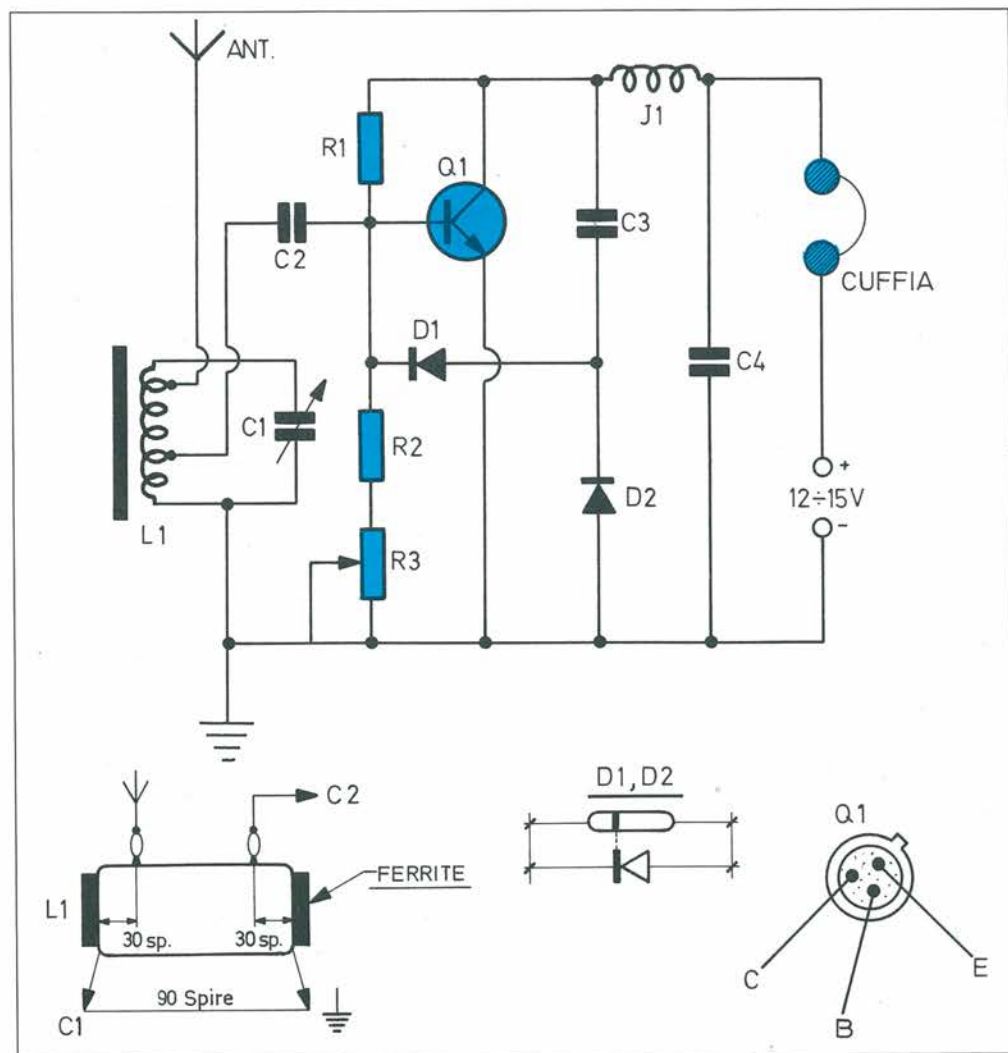 ANT.
J1
R1
Q1
C2
C3
CUFFIA
D1
C4
C1
R2
D2
+
12÷15V
-
L1
R3
C2
D1, D2
Q1
FERRITE
L1
30 sp.
30 sp.
90 Spire
C1
C
E
B